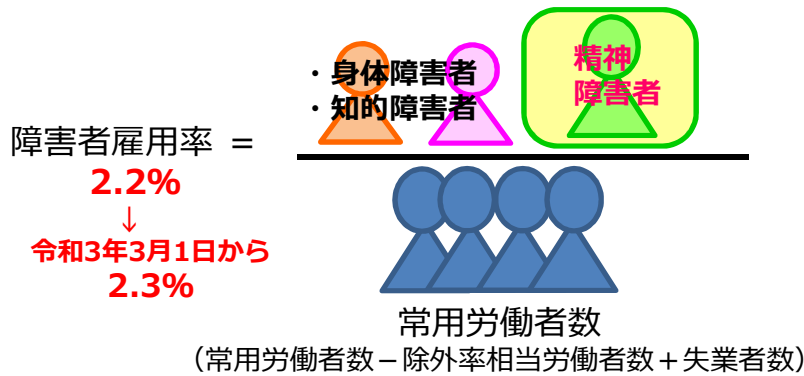 ・身体障害者
・知的障害者
精神
障害者
障害者雇用率 =
2.2%
↓
令和3年3月1日から
2.3%
常用労働者数
（常用労働者数－除外率相当労働者数＋失業者数）